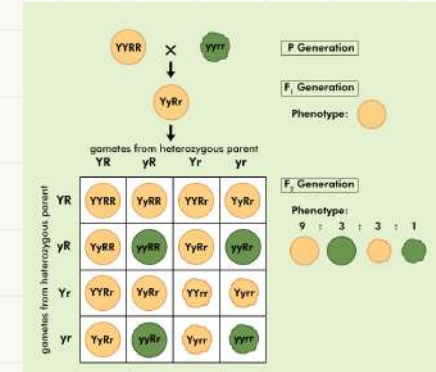 YYRR × yyrr
P Generation
YyRr
F₁ Generation
Phenotype:
gametes from heterozygous parent
YR yR Yr yr
gametes from heterozygous parent
YR YYRR YyRR YYRr YyRr
yR YyRR yyRR YyRr yyRr
Yr YYRr YyRr YYrr Yyrr
yr YyRr yyRr Yyrr yyrr
F₂ Generation
Phenotype:
9 : 3 : 3 : 1